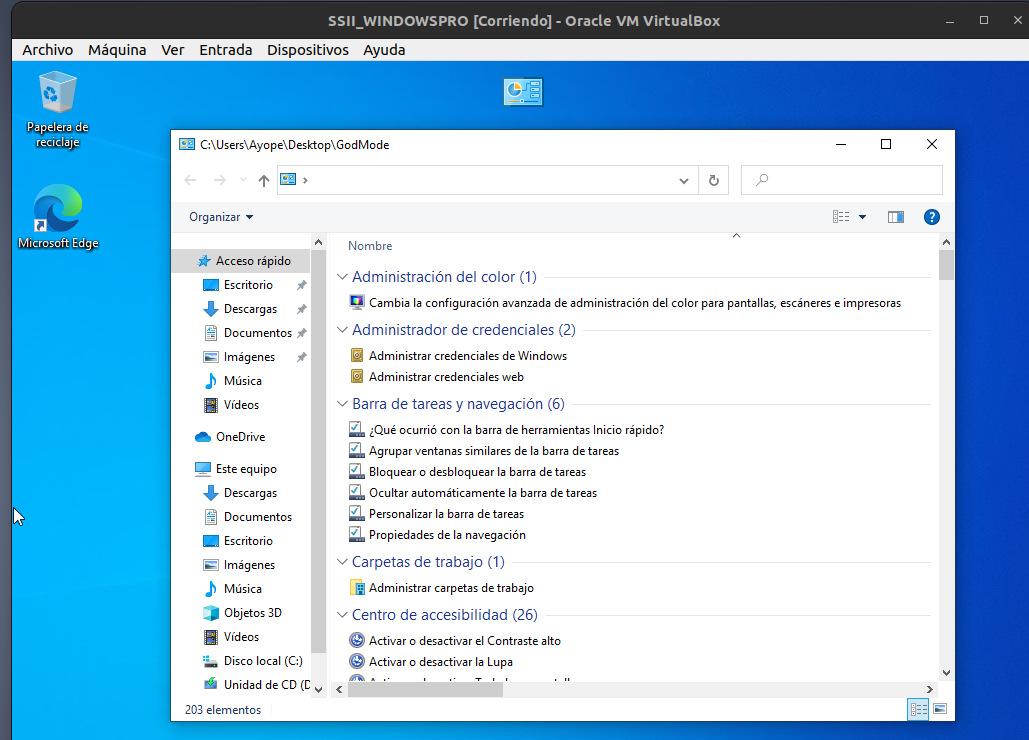 SSII_WINDOWSPRO [Corriendo] - Oracle VM VirtualBox
Archivo Máquina Ver Entrada Dispositivos Ayuda
Papelera de
reciclaje
Microsoft Edge
C:\Users\Ayope\Desktop\GodMode
Organizar
Acceso rápido
Escritorio
Descargas
Documentos
Imágenes
Música
Vídeos
OneDrive
Este equipo
Descargas
Documentos
Escritorio
Imágenes
Música
Objetos 3D
Vídeos
Disco local (C:)
Unidad de CD (D
Nombre
Administración del color (1)
Cambia la configuración avanzada de administración del color para pantallas, escáneres e impresoras
Administrador de credenciales (2)
Administrar credenciales de Windows
Administrar credenciales web
Barra de tareas y navegación (6)
¿Qué ocurrió con la barra de herramientas Inicio rápido?
Agrupar ventanas similares de la barra de tareas
Bloquear o desbloquear la barra de tareas
Ocultar automáticamente la barra de tareas
Personalizar la barra de tareas
Propiedades de la navegación
Carpetas de trabajo (1)
Administrar carpetas de trabajo
Centro de accesibilidad (26)
Activar o desactivar el Contraste alto
Activar o desactivar la Lupa
203 elementos